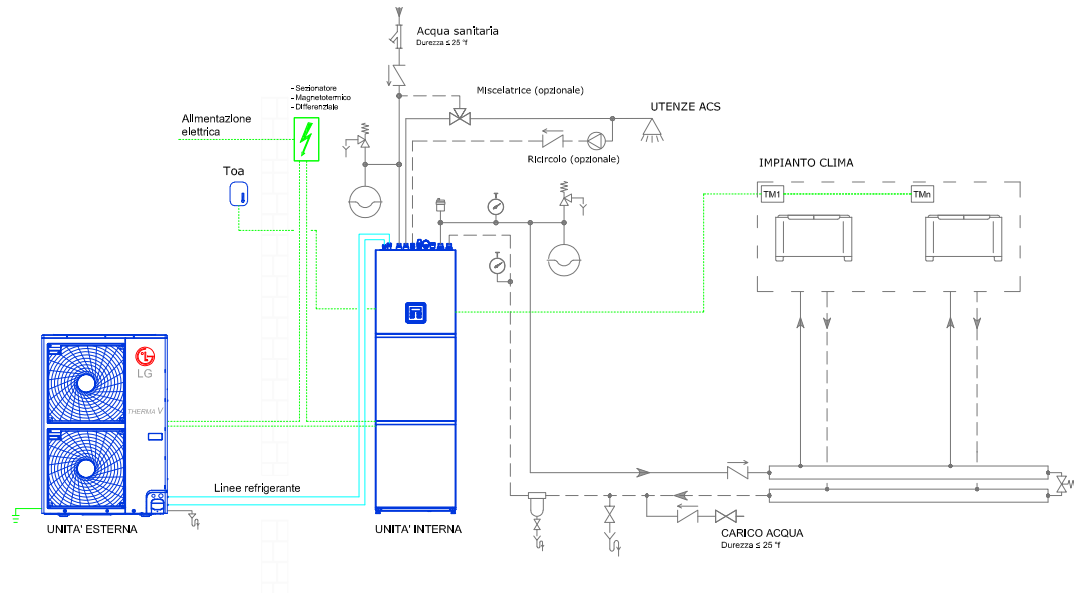 Acqua sanitaria
Durezza ≤ 25 °f
- Sezionatore
- Magnetotermico
- Differenziale
Miscelatrice (opzionale)
UTENZE ACS
Alimentazione
elettrica
Ricircolo (opzionale)
IMPIANTO CLIMA
Toa
TM1
TMn
LG
THERMA V
Linee refrigerante
UNITA' ESTERNA
UNITA' INTERNA
CARICO ACQUA
Durezza ≤ 25 °f